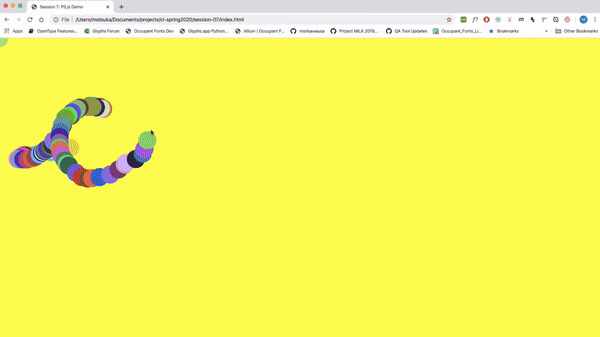 Session 7: P5.js Demo
File | /Users/motsuka/Documents/projects/cl-spring2020/session-07/index.html
Apps OpenType Featurea... Occupant Fonts Dev Glyphs Forum Glyphs.app Python... Allium | Occupant F... morisawausa Project MILK 2019... QA Tool Updates Occupant_Fonts_Li... Bookmarks Other Bookmarks